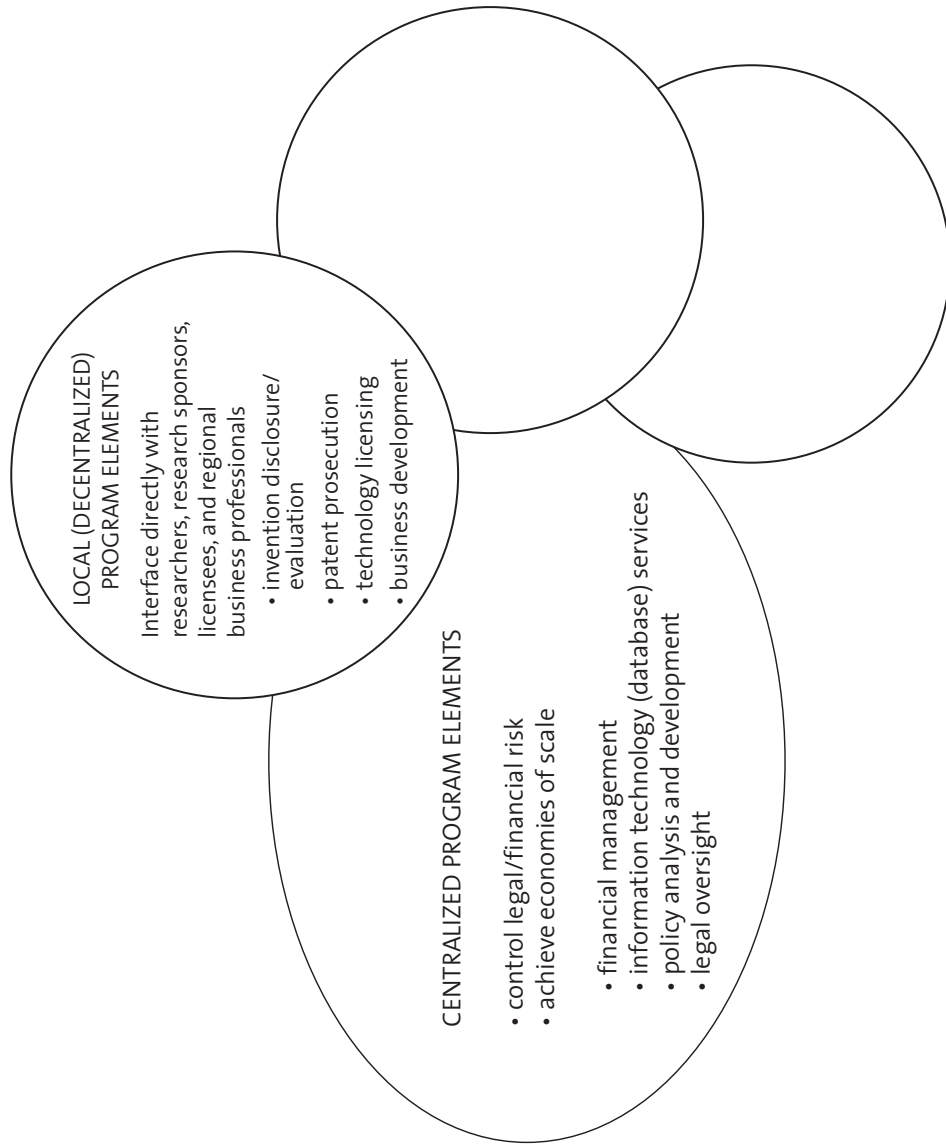 LOCAL (DECENTRALIZED)
PROGRAM ELEMENTS
Interface directly with
researchers, research sponsors,
licensees, and regional
business professionals
• invention disclosure/
evaluation
• patent prosecution
• technology licensing
• business development
CENTRALIZED PROGRAM ELEMENTS
• control legal/financial risk
• achieve economies of scale
• financial management
• information technology (database) services
• policy analysis and development
• legal oversight